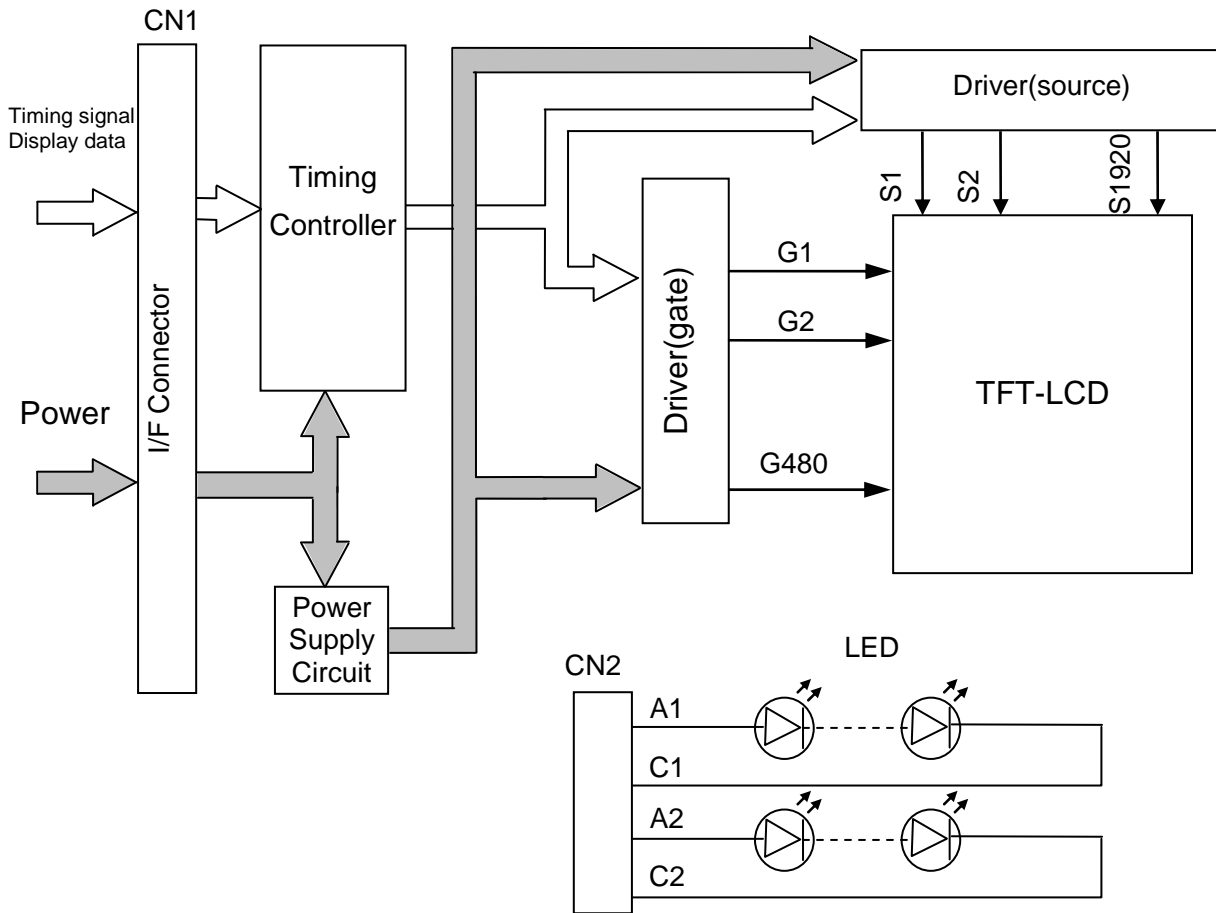 CN1
Timing signal
Display data
Timing
Controller
I/F Connector
Power
Power
Supply
Circuit
Driver(source)
S1
S2
S1920
Driver(gate)
G1
G2
G480
TFT-LCD
LED
CN2
A1
C1
A2
C2